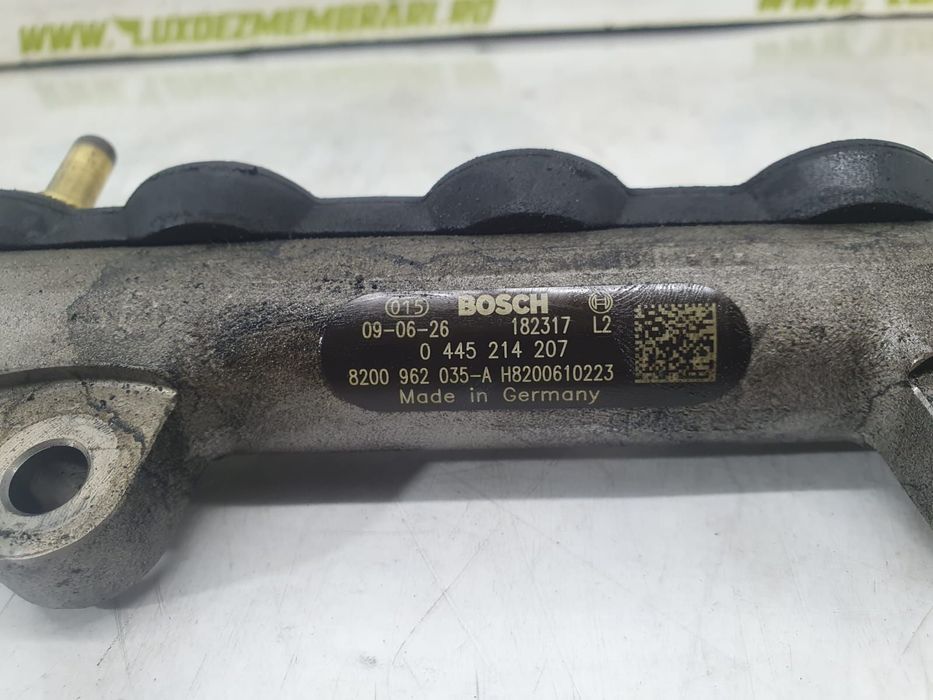 WWW.LUXDEZMEMBRARI.RO
015 BOSCH
09-06-26 182317 L2
0 445 214 207
8200 962 035-A H8200610223
Made in Germany